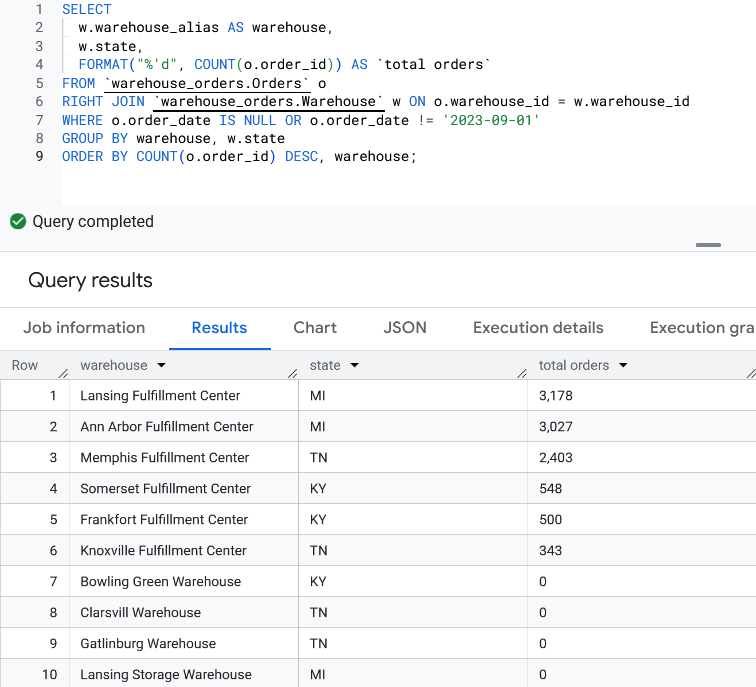 1 SELECT
2 w.warehouse_alias AS warehouse,
3 w.state,
4 FORMAT("%'d", COUNT(o.order_id)) AS `total orders`
5 FROM `warehouse_orders.Orders` o
6 RIGHT JOIN `warehouse_orders.Warehouse` w ON o.warehouse_id = w.warehouse_id
7 WHERE o.order_date IS NULL OR o.order_date != '2023-09-01'
8 GROUP BY warehouse, w.state
9 ORDER BY COUNT(o.order_id) DESC, warehouse;
Query completed
Query results
Job information Results Chart JSON Execution details Execution gra
Row warehouse state total orders
1 Lansing Fulfillment Center MI 3,178
2 Ann Arbor Fulfillment Center MI 3,027
3 Memphis Fulfillment Center TN 2,403
4 Somerset Fulfillment Center KY 548
5 Frankfort Fulfillment Center KY 500
6 Knoxville Fulfillment Center TN 343
7 Bowling Green Warehouse KY 0
8 Clarsvill Warehouse TN 0
9 Gatlinburg Warehouse TN 0
10 Lansing Storage Warehouse MI 0